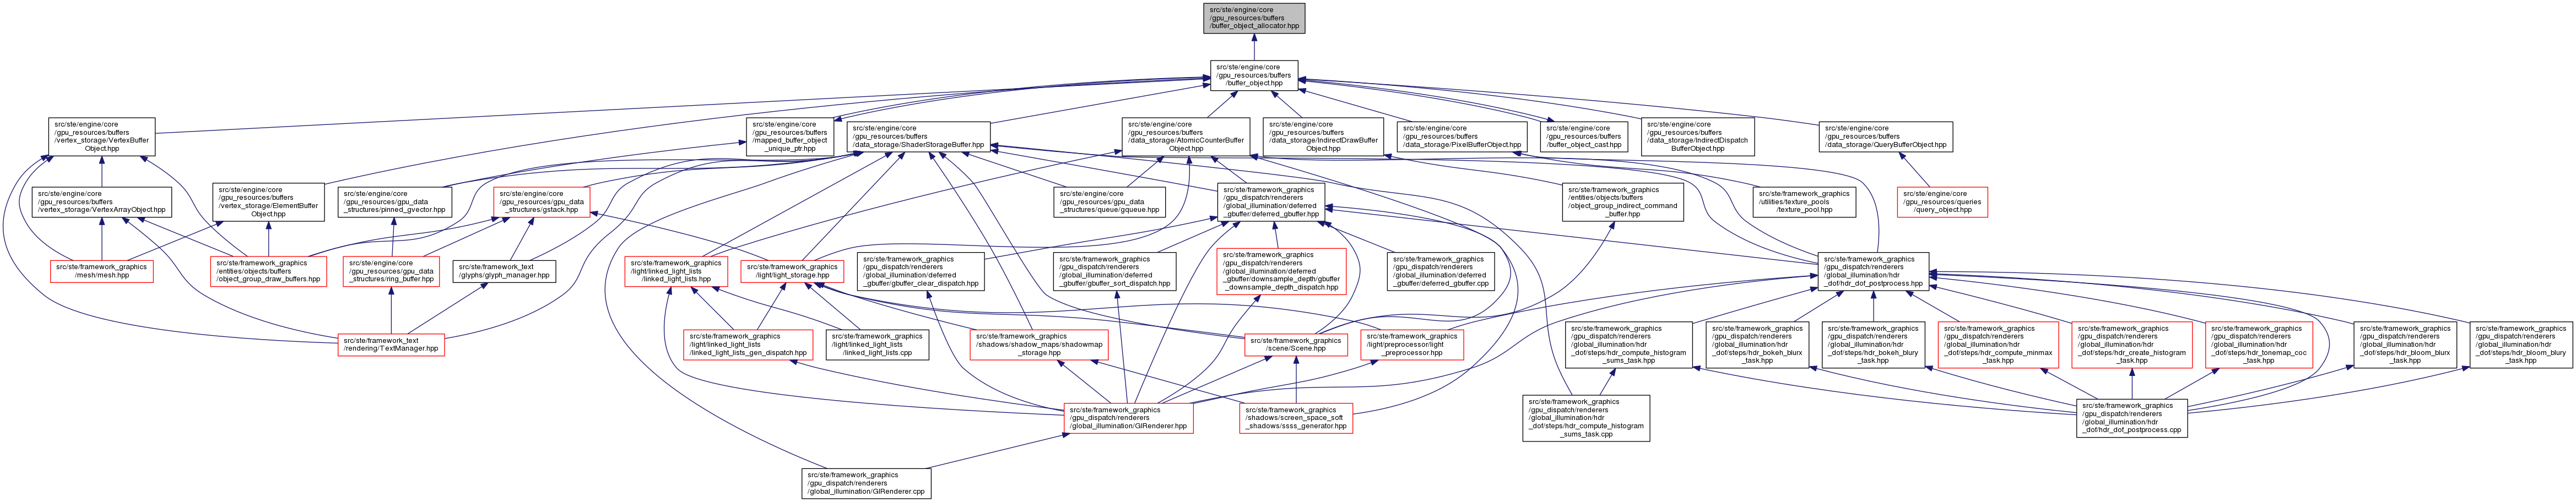 src/ste/engine/core
/gpu_resources/buffers
/buffer_object_allocator.hpp
src/ste/engine/core
/gpu_resources/buffers
/buffer_object.hpp
src/ste/engine/core
/gpu_resources/buffers
/vertex_storage/VertexBuffer
Object.hpp
src/ste/engine/core
/gpu_resources/buffers
/mapped_buffer_object
_unique_ptr.hpp
src/ste/engine/core
/gpu_resources/buffers
/data_storage/ShaderStorageBuffer.hpp
src/ste/engine/core
/gpu_resources/buffers
/data_storage/AtomicCounterBuffer
Object.hpp
src/ste/engine/core
/gpu_resources/buffers
/data_storage/IndirectDrawBuffer
Object.hpp
src/ste/engine/core
/gpu_resources/buffers
/data_storage/PixelBufferObject.hpp
src/ste/engine/core
/gpu_resources/buffers
/buffer_object_cast.hpp
src/ste/engine/core
/gpu_resources/buffers
/data_storage/IndirectDispatch
BufferObject.hpp
src/ste/engine/core
/gpu_resources/buffers
/data_storage/QueryBufferObject.hpp
src/ste/engine/core
/gpu_resources/buffers
/vertex_storage/VertexArrayObject.hpp
src/ste/engine/core
/gpu_resources/buffers
/vertex_storage/ElementBuffer
Object.hpp
src/ste/engine/core
/gpu_resources/gpu_data
_structures/pinned_gvector.hpp
src/ste/engine/core
/gpu_resources/gpu_data
_structures/gstack.hpp
src/ste/engine/core
/gpu_resources/gpu_data
_structures/queue/gqueue.hpp
src/ste/framework_graphics
/gpu_dispatch/renderers
/global_illumination/deferred
_gbuffer/deferred_gbuffer.hpp
src/ste/framework_graphics
/entities/objects/buffers
/object_group_indirect_command
_buffer.hpp
src/ste/framework_graphics
/utilities/texture_pools
/texture_pool.hpp
src/ste/engine/core
/gpu_resources/queries
/query_object.hpp
src/ste/framework_graphics
/mesh/mesh.hpp
src/ste/framework_graphics
/entities/objects/buffers
/object_group_draw_buffers.hpp
src/ste/engine/core
/gpu_resources/gpu_data
_structures/ring_buffer.hpp
src/ste/framework_text
/glyphs/glyph_manager.hpp
src/ste/framework_graphics
/light/linked_light_lists
/linked_light_lists.hpp
src/ste/framework_graphics
/light/light_storage.hpp
src/ste/framework_graphics
/gpu_dispatch/renderers
/global_illumination/deferred
_gbuffer/gbuffer_clear_dispatch.hpp
src/ste/framework_graphics
/gpu_dispatch/renderers
/global_illumination/deferred
_gbuffer/gbuffer_sort_dispatch.hpp
src/ste/framework_graphics
/gpu_dispatch/renderers
/global_illumination/deferred
_gbuffer/downsample_depth/gbuffer
_downsample_depth_dispatch.hpp
src/ste/framework_graphics
/gpu_dispatch/renderers
/global_illumination/deferred
_gbuffer/deferred_gbuffer.cpp
src/ste/framework_graphics
/gpu_dispatch/renderers
/global_illumination/hdr
_dof/hdr_dof_postprocess.hpp
src/ste/framework_text
/rendering/TextManager.hpp
src/ste/framework_graphics
/light/linked_light_lists
/linked_light_lists_gen_dispatch.hpp
src/ste/framework_graphics
/light/linked_light_lists
/linked_light_lists.cpp
src/ste/framework_graphics
/shadows/shadow_maps/shadowmap
_storage.hpp
src/ste/framework_graphics
/scene/Scene.hpp
src/ste/framework_graphics
/light/preprocessor/light
_preprocessor.hpp
src/ste/framework_graphics
/gpu_dispatch/renderers
/global_illumination/hdr
_dof/steps/hdr_compute_histogram
_sums_task.hpp
src/ste/framework_graphics
/gpu_dispatch/renderers
/global_illumination/hdr
_dof/steps/hdr_bokeh_blurx
_task.hpp
src/ste/framework_graphics
/gpu_dispatch/renderers
/global_illumination/hdr
_dof/steps/hdr_bokeh_blury
_task.hpp
src/ste/framework_graphics
/gpu_dispatch/renderers
/global_illumination/hdr
_dof/steps/hdr_compute_minmax
_task.hpp
src/ste/framework_graphics
/gpu_dispatch/renderers
/global_illumination/hdr
_dof/steps/hdr_create_histogram
_task.hpp
src/ste/framework_graphics
/gpu_dispatch/renderers
/global_illumination/hdr
_dof/steps/hdr_tonemap_coc
_task.hpp
src/ste/framework_graphics
/gpu_dispatch/renderers
/global_illumination/hdr
_dof/steps/hdr_bloom_blurx
_task.hpp
src/ste/framework_graphics
/gpu_dispatch/renderers
/global_illumination/hdr
_dof/steps/hdr_bloom_blury
_task.hpp
src/ste/framework_graphics
/gpu_dispatch/renderers
/global_illumination/GIRenderer.hpp
src/ste/framework_graphics
/shadows/screen_space_soft
_shadows/ssss_generator.hpp
src/ste/framework_graphics
/gpu_dispatch/renderers
/global_illumination/hdr
_dof/steps/hdr_compute_histogram
_sums_task.cpp
src/ste/framework_graphics
/gpu_dispatch/renderers
/global_illumination/hdr
_dof/hdr_dof_postprocess.cpp
src/ste/framework_graphics
/gpu_dispatch/renderers
/global_illumination/GIRenderer.cpp